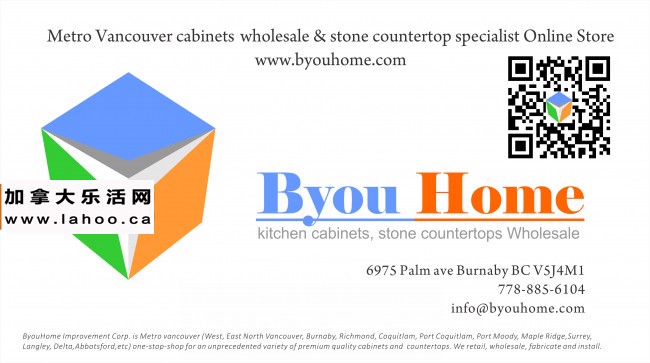 Metro Vancouver cabinets wholesale & stone countertop specialist Online Store
www.byouhome.com
加拿大乐活网
www.lahoo.ca
Byou Home
kitchen cabinets, stone countertops Wholesale
6975 Palm ave Burnaby BC V5J4M1
778-885-6104
info@byouhome.com
ByouHome Improvement Corp. is Metro vancouver (West, East North Vancouver, Burnaby, Richmond, Coquitlam, Port Coquitlam, Port Moody, Maple Ridge,Surrey,
Langley, Delta,Abbotsford,etc) one-stop-shop for an unprecedented variety of premium quality cabinets and countertops. We retail, wholesale, fabricate and install.